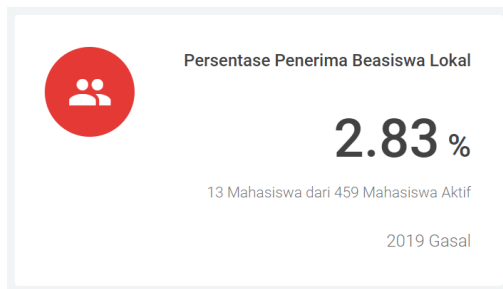 Persentase Penerima Beasiswa Lokal
2.83 %
13 Mahasiswa dari 459 Mahasiswa Aktif
2019 Gasal